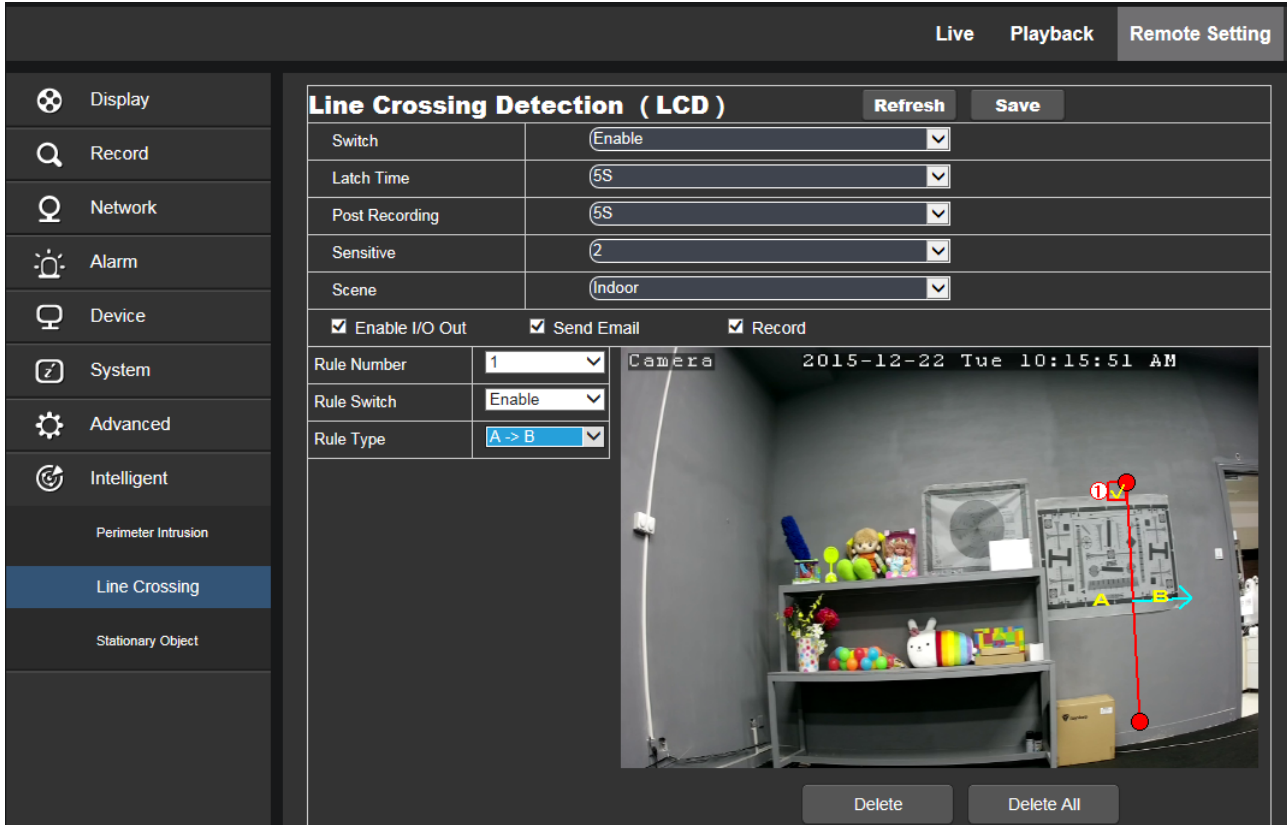 Live Playback Remote Setting
Display
Record
Network
Alarm
Device
System
Advanced
Intelligent
Perimeter Intrusion
Line Crossing
Stationary Object
Line Crossing Detection ( LCD ) Refresh Save
Switch Enable
Latch Time 5S
Post Recording 5S
Sensitive 2
Scene Indoor
Enable I/O Out Send Email Record
Rule Number 1
Rule Switch Enable
Rule Type A -> B
Camera 2015-12-22 Tue 10:15:51 AM
1
A B
Delete Delete All